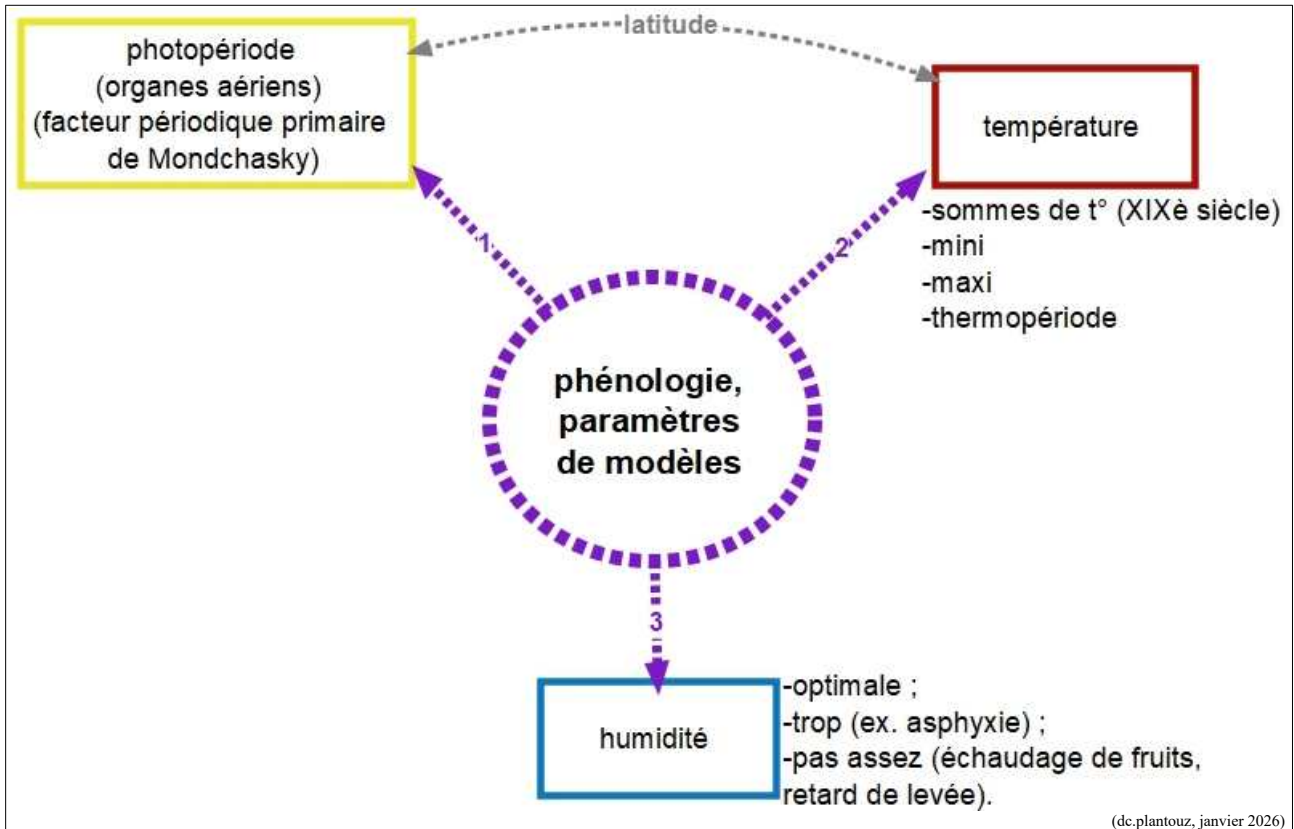 latitude
photopériode
(organes aériens)
(facteur périodique primaire
de Mondchasky)
température
-sommes de t° (XIXè siècle)
-mini
-maxi
-thermopériode
1
2
phénologie,
paramètres
de modèles
3
humidité
-optimale ;
-trop (ex. asphyxie) ;
-pas assez (échaudage de fruits,
retard de levée).
(dc.plantouz, janvier 2026)